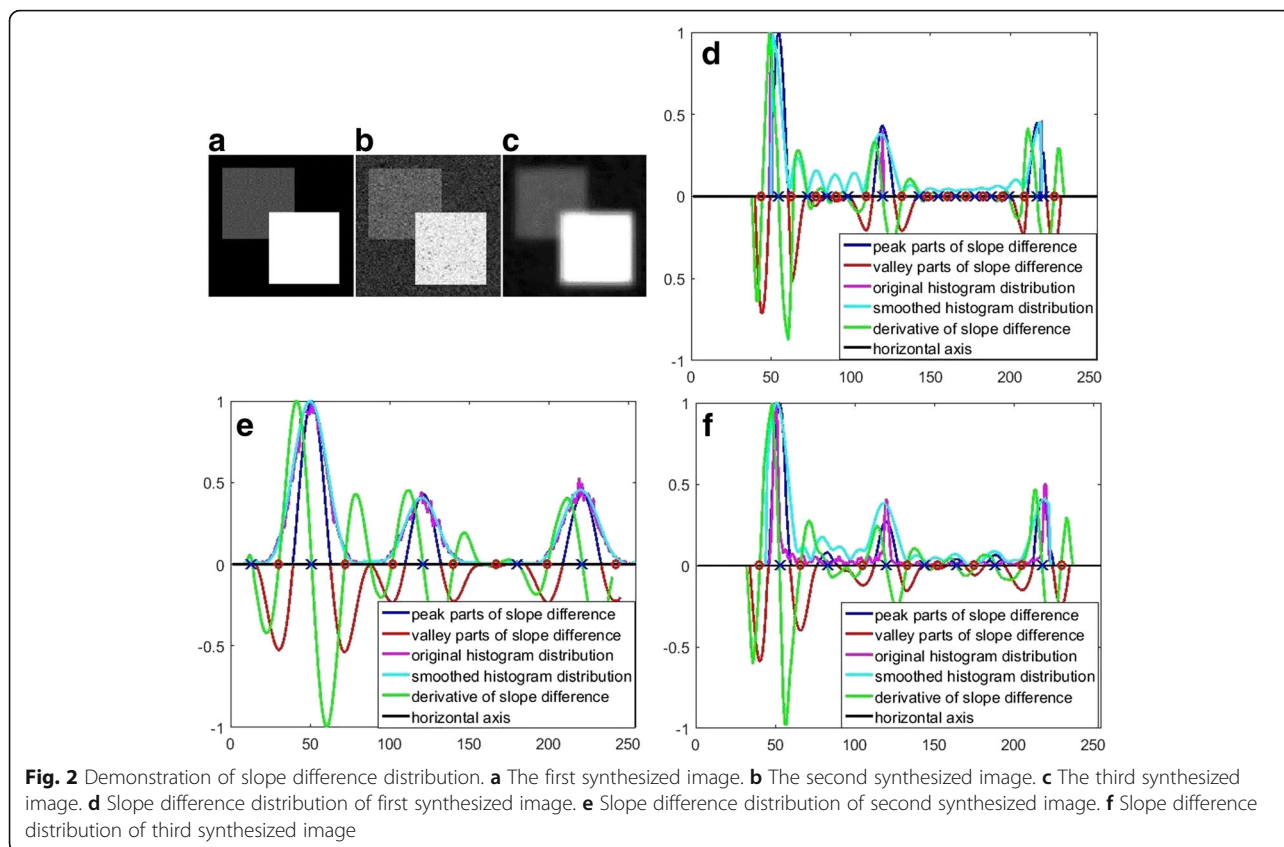 a
b
c
d
1
0.5
0
0.5
-1
0
50
100
150
200
250
peak parts of slope difference
valley parts of slope difference
original histogram distribution
smoothed histogram distribution
derivative of slope difference
horizontal axis
e
1
0.5
0
-0.5
-1
0
50
100
150
200
250
peak parts of slope difference
valley parts of slope difference
original histogram distribution
smoothed histogram distribution
derivative of slope difference
horizontal axis
f
1
0.5
0
-0.5
-1
0
50
100
150
200
250
peak parts of slope difference
valley parts of slope difference
original histogram distribution
smoothed histogram distribution
derivative of slope difference
horizontal axis
Fig. 2 Demonstration of slope difference distribution. a The first synthesized image. b The second synthesized image. c The third synthesized
image. d Slope difference distribution of first synthesized image. e Slope difference distribution of second synthesized image. f Slope difference
distribution of third synthesized image